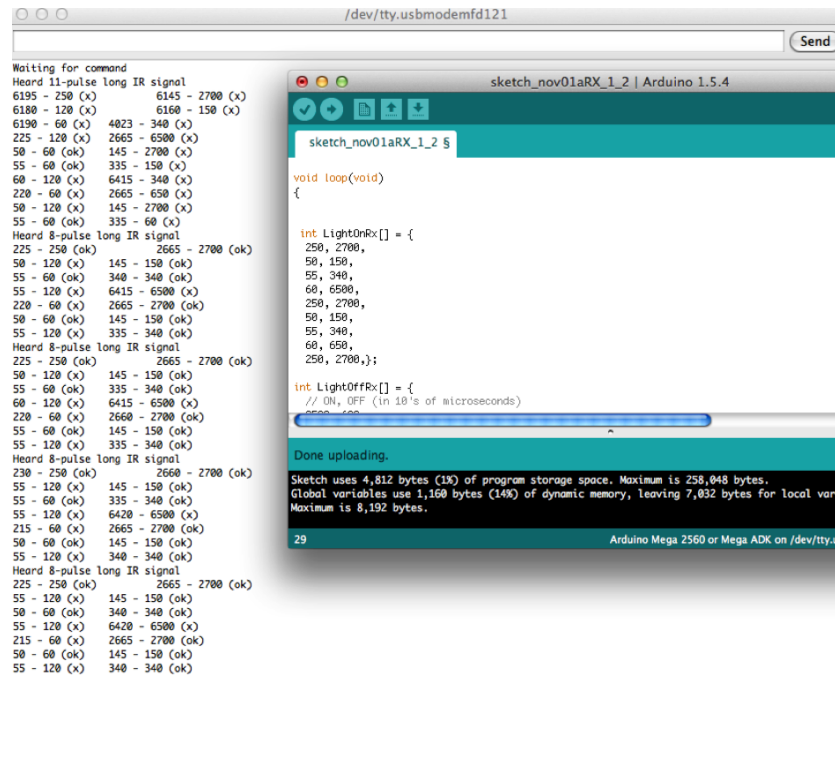 /dev/tty.usbmodemfd121
Send
Waiting for command
Heard 11-pulse long IR signal
6195 - 250 (x) 6145 - 2700 (x)
6180 - 120 (x) 6160 - 150 (x)
6190 - 60 (x) 4023 - 340 (x)
225 - 120 (x) 2665 - 6500 (x)
50 - 60 (ok) 145 - 2700 (x)
55 - 60 (ok) 335 - 150 (x)
60 - 120 (x) 6415 - 340 (x)
220 - 60 (x) 2665 - 650 (x)
50 - 120 (x) 145 - 2700 (x)
55 - 60 (ok) 335 - 60 (x)
Heard 8-pulse long IR signal
225 - 250 (ok) 2665 - 2700 (ok)
50 - 120 (x) 145 - 150 (ok)
55 - 60 (ok) 340 - 340 (ok)
55 - 120 (x) 6415 - 6500 (x)
220 - 60 (x) 2665 - 2700 (ok)
50 - 60 (ok) 145 - 150 (ok)
55 - 120 (x) 335 - 340 (ok)
Heard 8-pulse long IR signal
225 - 250 (ok) 2665 - 2700 (ok)
50 - 120 (x) 145 - 150 (ok)
55 - 60 (ok) 335 - 340 (ok)
60 - 120 (x) 6415 - 6500 (x)
220 - 60 (x) 2660 - 2700 (ok)
55 - 60 (ok) 145 - 150 (ok)
55 - 120 (x) 335 - 340 (ok)
Heard 8-pulse long IR signal
230 - 250 (ok) 2660 - 2700 (ok)
55 - 120 (x) 145 - 150 (ok)
55 - 60 (ok) 335 - 340 (ok)
55 - 120 (x) 6420 - 6500 (x)
215 - 60 (x) 2665 - 2700 (ok)
50 - 60 (ok) 145 - 150 (ok)
55 - 120 (x) 340 - 340 (ok)
Heard 8-pulse long IR signal
225 - 250 (ok) 2665 - 2700 (ok)
55 - 120 (x) 145 - 150 (ok)
50 - 60 (ok) 340 - 340 (ok)
55 - 120 (x) 6420 - 6500 (x)
215 - 60 (x) 2665 - 2700 (ok)
50 - 60 (ok) 145 - 150 (ok)
55 - 120 (x) 340 - 340 (ok)
sketch_nov01aRX_1_2 | Arduino 1.5.4
sketch_nov01aRX_1_2 §
void loop(void)
{
int LightOnRx[] = {
250, 2700,
50, 150,
55, 340,
60, 6500,
250, 2700,
50, 150,
55, 340,
60, 650,
250, 2700,};
int LightOffRx[] = {
// ON, OFF (in 10's of microseconds)
Done uploading.
Sketch uses 4,812 bytes (1%) of program storage space. Maximum is 258,048 bytes.
Global variables use 1,160 bytes (14%) of dynamic memory, leaving 7,032 bytes for local var
Maximum is 8,192 bytes.
29
Arduino Mega 2560 or Mega ADK on /dev/tty.u